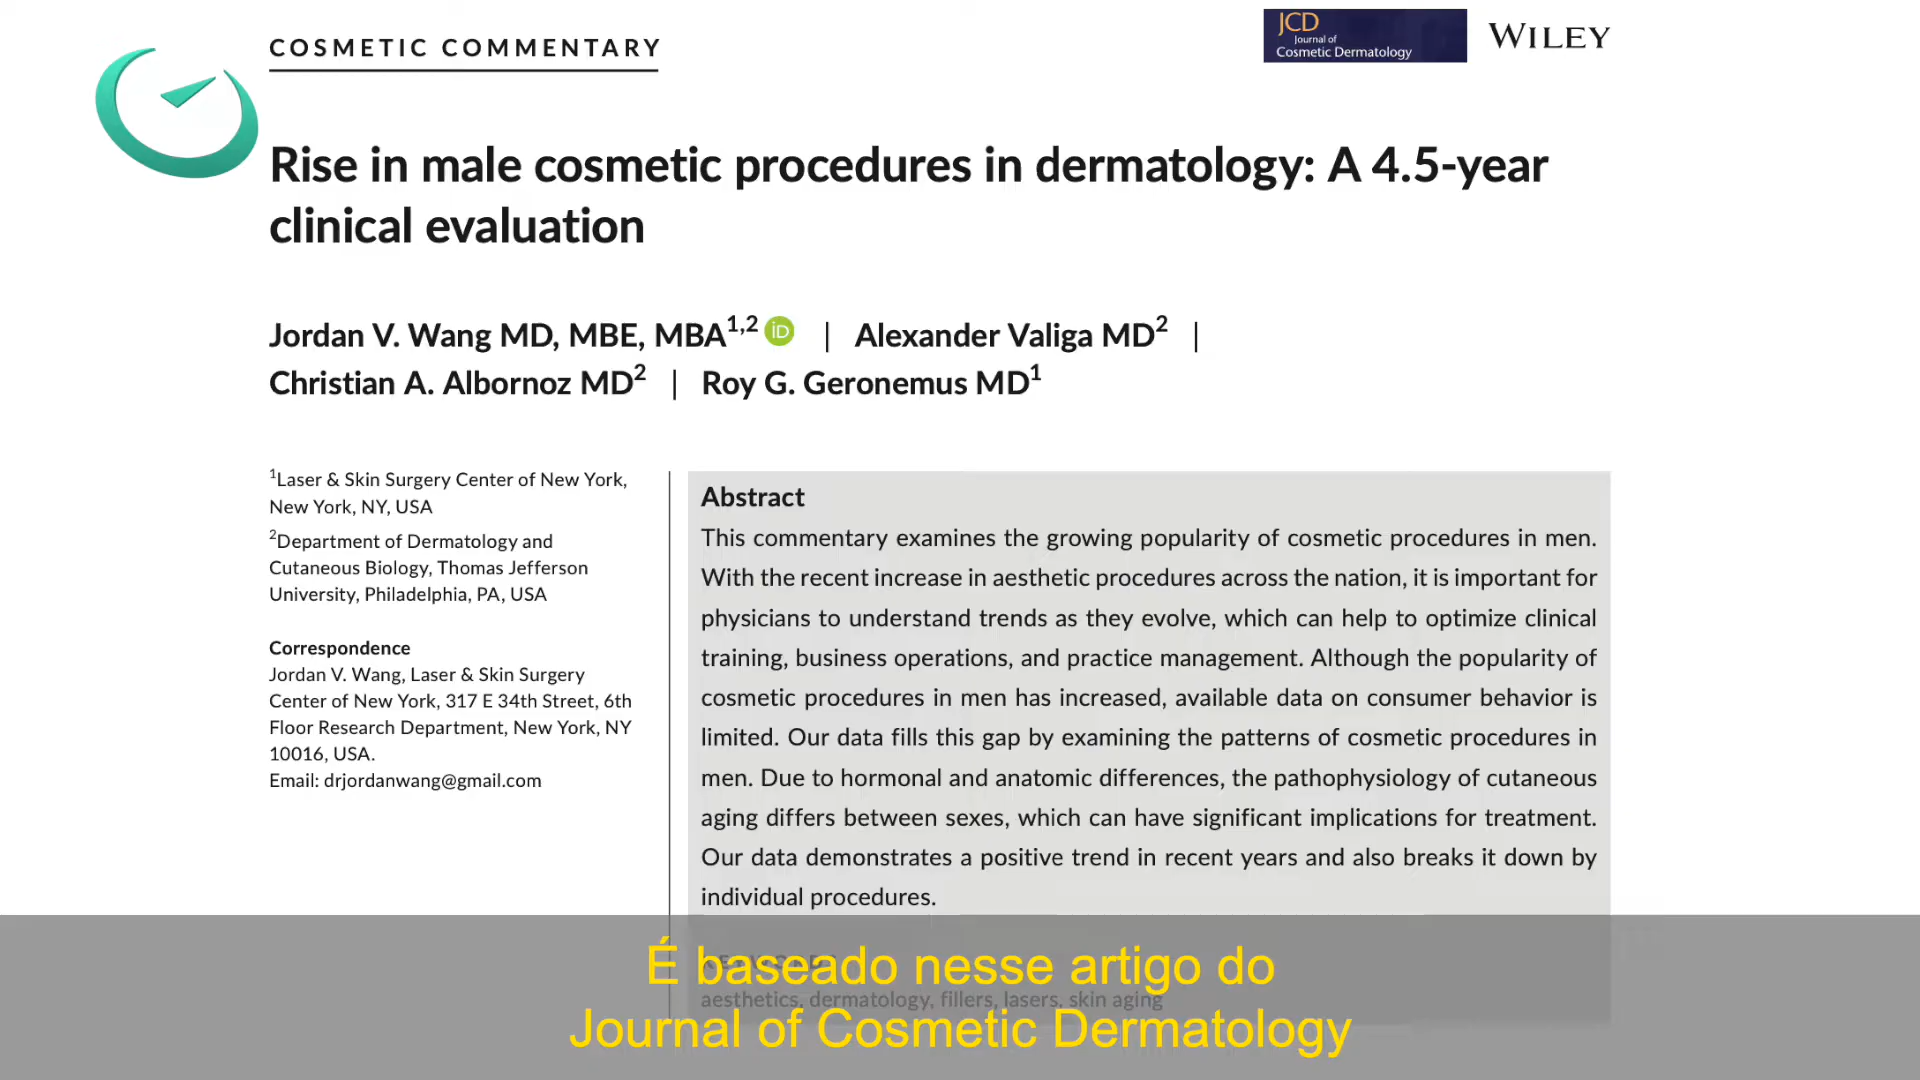 COSMETIC COMMENTARY
JCD
Journal of
Cosmetic Dermatology
WILEY
Rise in male cosmetic procedures in dermatology: A 4.5-year
clinical evaluation
Jordan V. Wang MD, MBE, MBA1,2 iD | Alexander Valiga MD2 |
Christian A. Albornoz MD2 | Roy G. Geronemus MD1
1Laser & Skin Surgery Center of New York,
New York, NY, USA
2Department of Dermatology and
Cutaneous Biology, Thomas Jefferson
University, Philadelphia, PA, USA
Correspondence
Jordan V. Wang, Laser & Skin Surgery
Center of New York, 317 E 34th Street, 6th
Floor Research Department, New York, NY
10016, USA.
Email: drjordanwang@gmail.com
Abstract
This commentary examines the growing popularity of cosmetic procedures in men.
With the recent increase in aesthetic procedures across the nation, it is important for
physicians to understand trends as they evolve, which can help to optimize clinical
training, business operations, and practice management. Although the popularity of
cosmetic procedures in men has increased, available data on consumer behavior is
limited. Our data fills this gap by examining the patterns of cosmetic procedures in
men. Due to hormonal and anatomic differences, the pathophysiology of cutaneous
aging differs between sexes, which can have significant implications for treatment.
Our data demonstrates a positive trend in recent years and also breaks it down by
individual procedures.
aesthetics, dermatology, fillers, lasers, skin aging
É baseado nesse artigo do
Journal of Cosmetic Dermatology